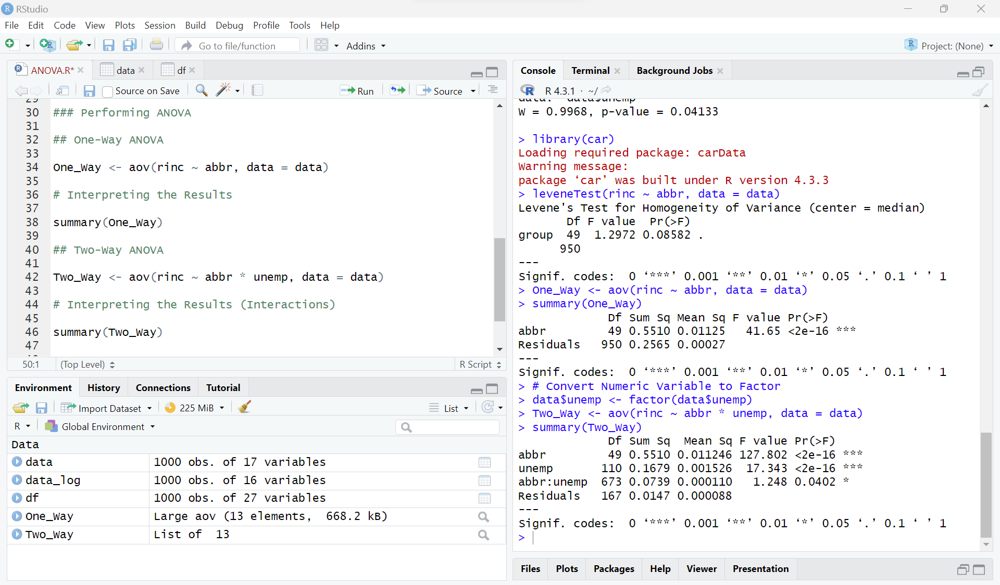 RStudio
File Edit Code View Plots Session Build Debug Profile Tools Help
Go to file/function
Addins
Project: (None)
ANOVA.R*
data
df
Source on Save
Run
Source
29
30 ### Performing ANOVA
31
32 ## One-Way ANOVA
33
34 One_Way <- aov(rinc ~ abbr, data = data)
35
36 # Interpreting the Results
37
38 summary(One_Way)
39
40 ## Two-Way ANOVA
41
42 Two_Way <- aov(rinc ~ abbr * unemp, data = data)
43
44 # Interpreting the Results (Interactions)
45
46 summary(Two_Way)
47
50:1 (Top Level) R Script
Environment History Connections Tutorial
Import Dataset 225 MiB List
R Global Environment
Data
data 1000 obs. of 17 variables
data_log 1000 obs. of 16 variables
df 1000 obs. of 27 variables
One_Way Large aov (13 elements, 668.2 kB)
Two_Way List of 13
Console Terminal Background Jobs
R 4.3.1 · ~/
data: data$unemp
W = 0.9968, p-value = 0.04133
> library(car)
Loading required package: carData
Warning message:
package ‘car’ was built under R version 4.3.3
> leveneTest(rinc ~ abbr, data = data)
Levene's Test for Homogeneity of Variance (center = median)
Df F value Pr(>F)
group 49 1.2972 0.08582 .
950
---
Signif. codes: 0 ‘***’ 0.001 ‘**’ 0.01 ‘*’ 0.05 ‘.’ 0.1 ‘ ’ 1
> One_Way <- aov(rinc ~ abbr, data = data)
> summary(One_Way)
Df Sum Sq Mean Sq F value Pr(>F)
abbr 49 0.5510 0.01125 41.65 <2e-16 ***
Residuals 950 0.2565 0.00027
---
Signif. codes: 0 ‘***’ 0.001 ‘**’ 0.01 ‘*’ 0.05 ‘.’ 0.1 ‘ ’ 1
> # Convert Numeric Variable to Factor
> data$unemp <- factor(data$unemp)
> Two_Way <- aov(rinc ~ abbr * unemp, data = data)
> summary(Two_Way)
Df Sum Sq Mean Sq F value Pr(>F)
abbr 49 0.5510 0.011246 127.802 <2e-16 ***
unemp 110 0.1679 0.001526 17.343 <2e-16 ***
abbr:unemp 673 0.0739 0.000110 1.248 0.0402 *
Residuals 167 0.0147 0.000088
---
Signif. codes: 0 ‘***’ 0.001 ‘**’ 0.01 ‘*’ 0.05 ‘.’ 0.1 ‘ ’ 1
>
Files Plots Packages Help Viewer Presentation